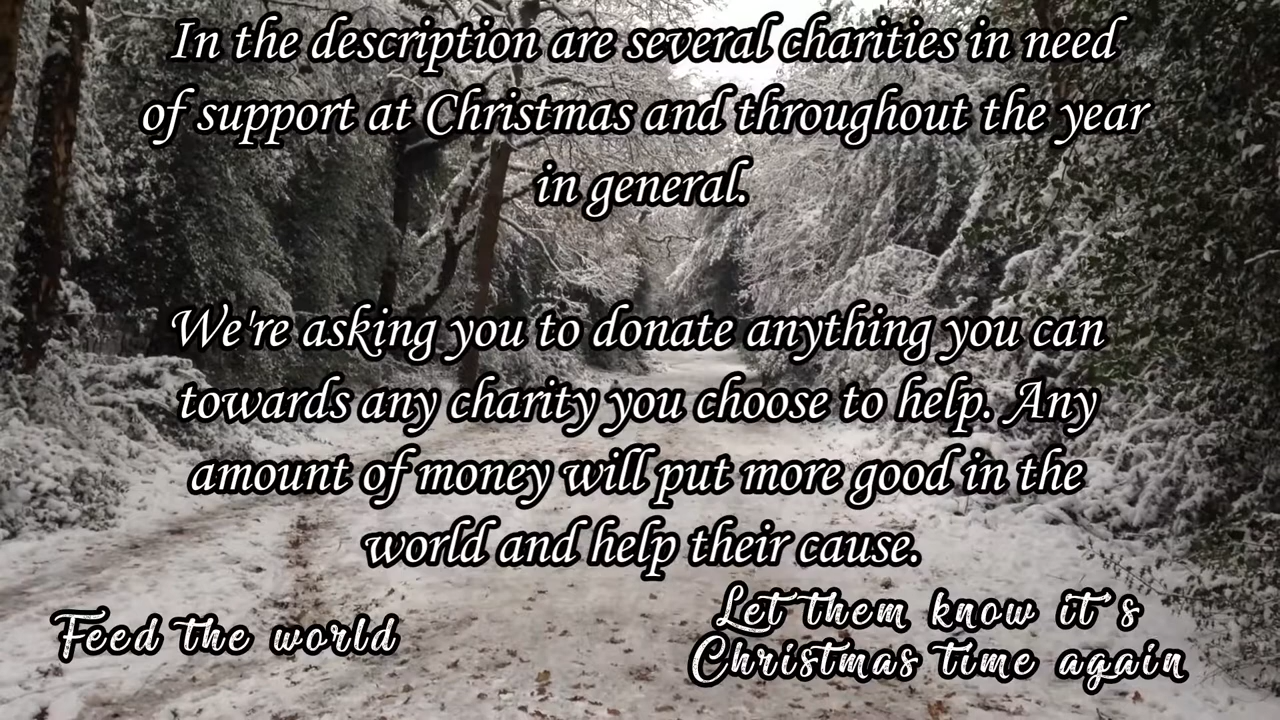 In the description are several charities in need
of support at Christmas and throughout the year
in general.
We're asking you to donate anything you can
towards any charity you choose to help. Any
amount of money will put more good in the
world and help their cause.
Feed the world
Let them know it's
Christmas time again